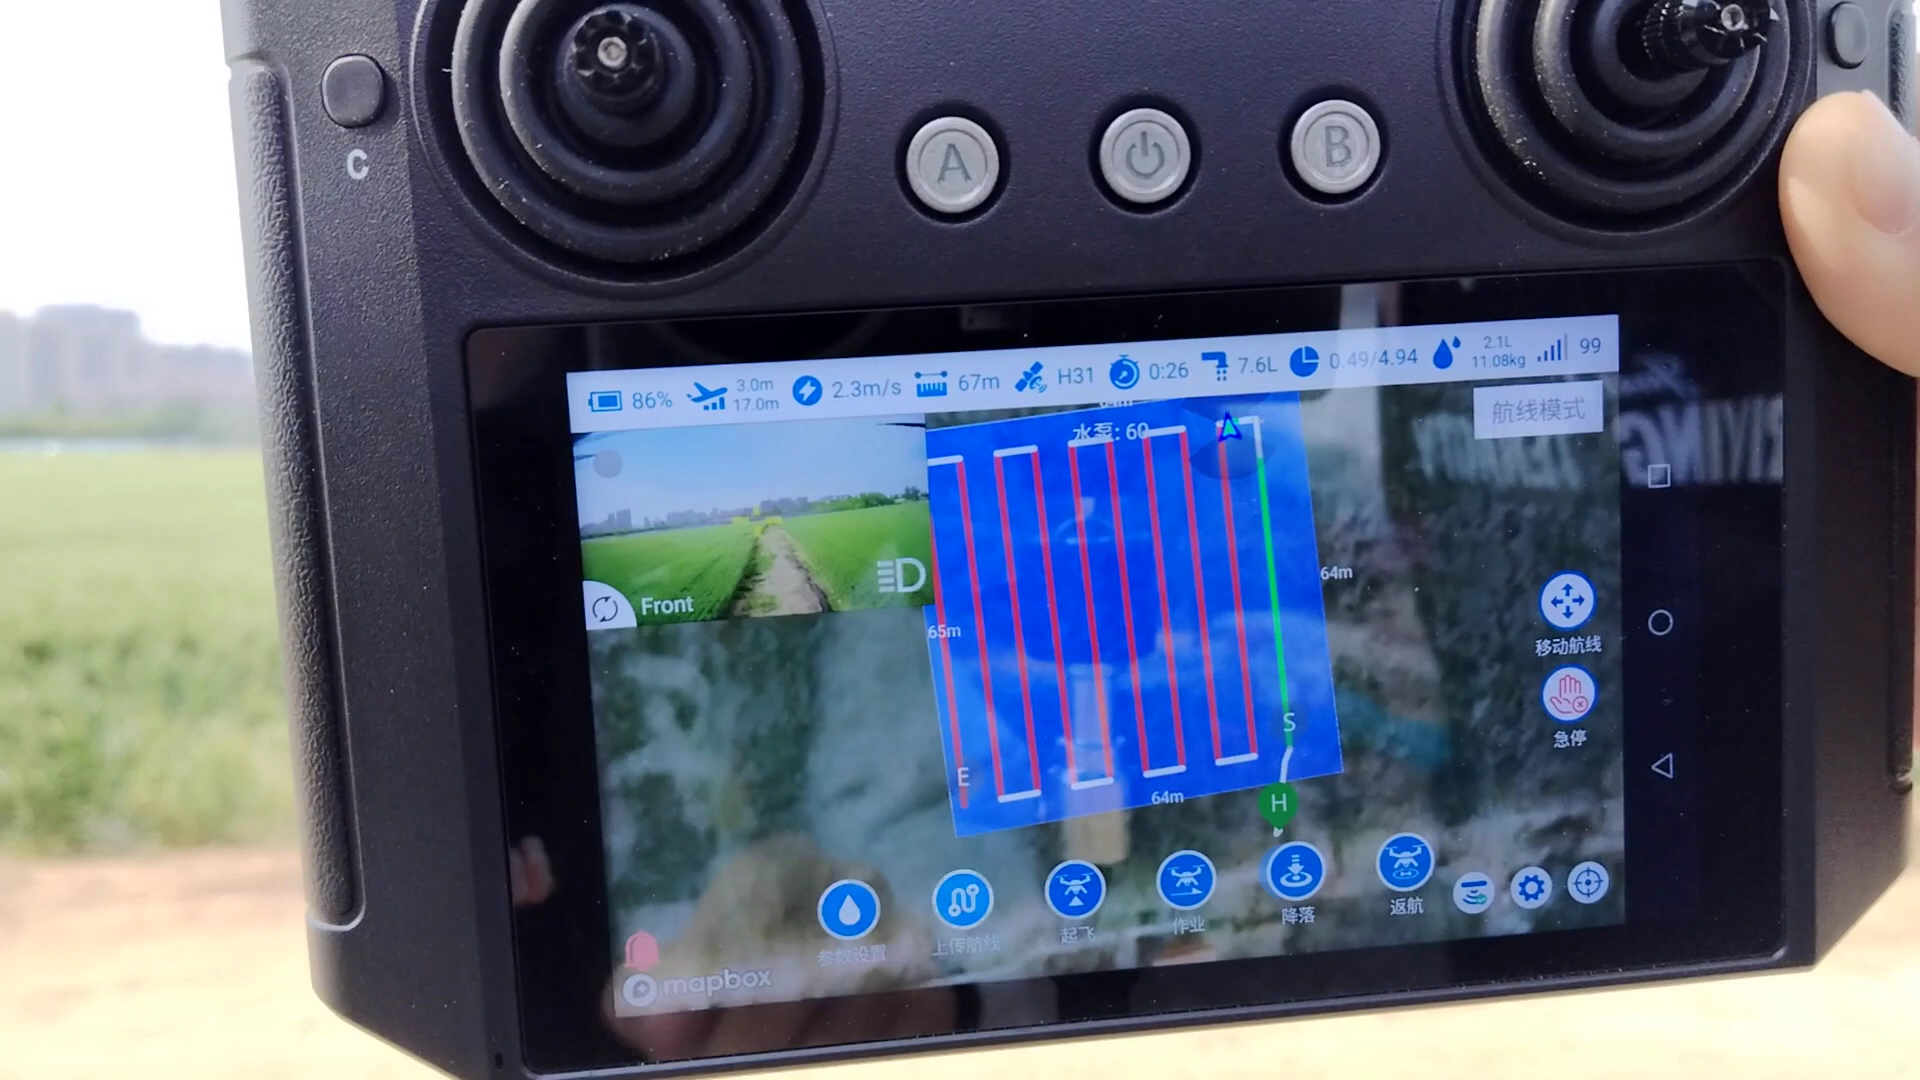 C
A
B
86%
3.0m
17.0m
2.3m/s
67m
H31
0:26
7.6L
0.49/4.94
2.1L
11.08kg
99
航线模式
水泵: 60
Front
65m
64m
64m
S
E
H
移动航线
急停
参数设置
上传航线
起飞
作业
降落
返航
mapbox